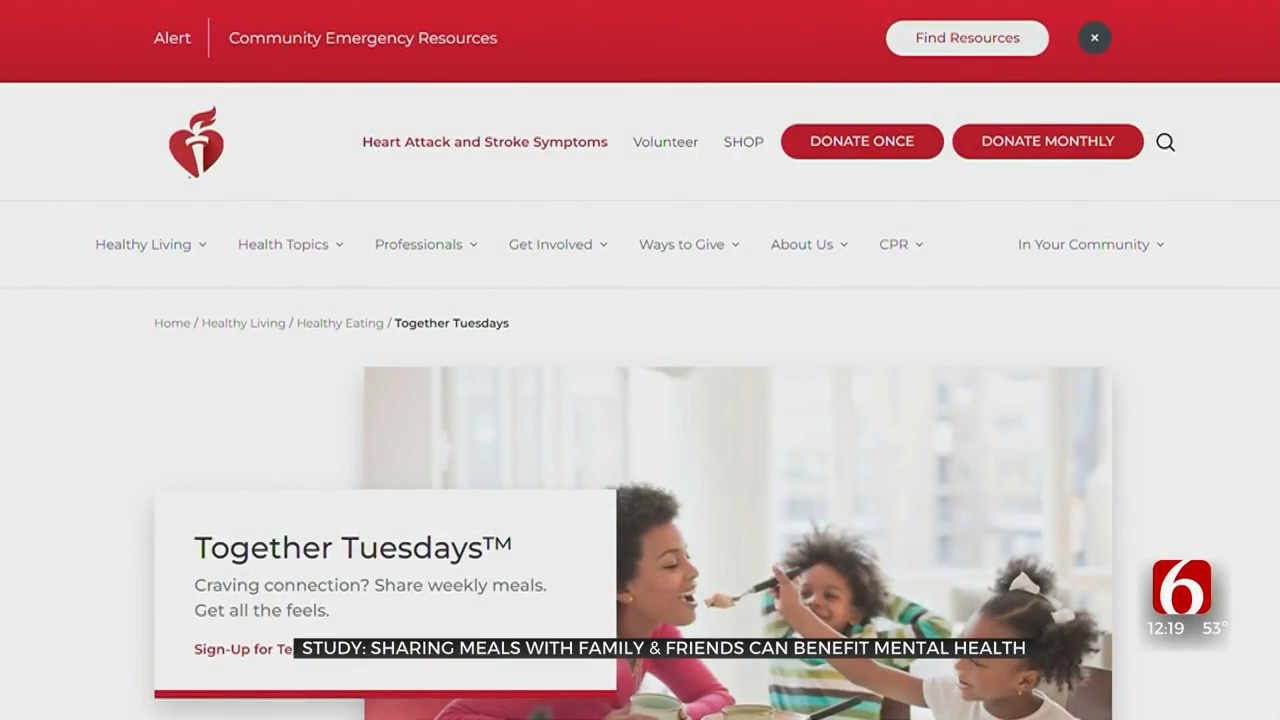 Alert
Community Emergency Resources
Find Resources
×
Heart Attack and Stroke Symptoms
Volunteer
SHOP
DONATE ONCE
DONATE MONTHLY
Healthy Living
Health Topics
Professionals
Get Involved
Ways to Give
About Us
CPR
In Your Community
Home / Healthy Living / Healthy Eating / Together Tuesdays
Together Tuesdays™
Craving connection? Share weekly meals.
Get all the feels.
Sign-Up for Te
STUDY: SHARING MEALS WITH FAMILY & FRIENDS CAN BENEFIT MENTAL HEALTH
6
12:19 53°